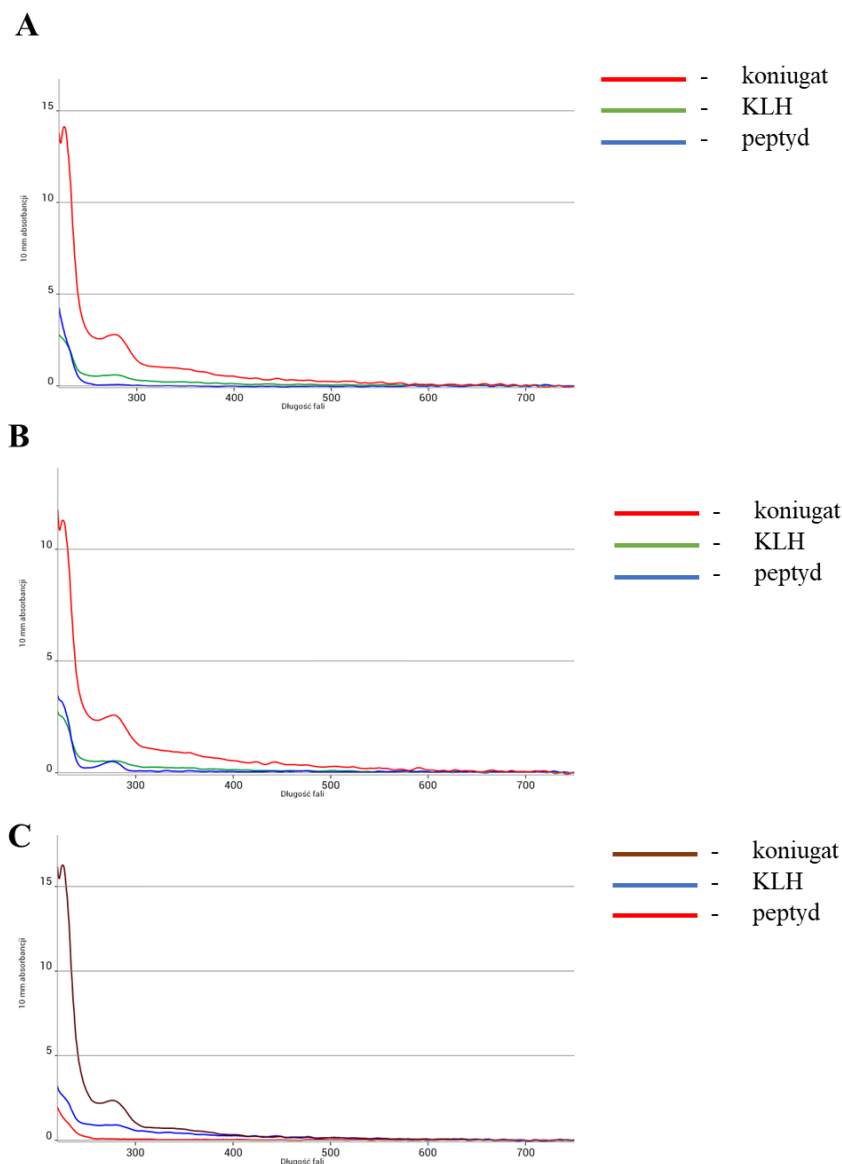 A
- koniugat
- KLH
- peptyd
15
10
5
0
10 mm absorbancji
300 400 500 600 700
Długość fali
B
- koniugat
- KLH
- peptyd
10
5
0
10 mm absorbancji
300 400 500 600 700
Długość fali
C
- koniugat
- KLH
- peptyd
15
10
5
0
10 mm absorbancji
300 400 500 600 700
Długość fali